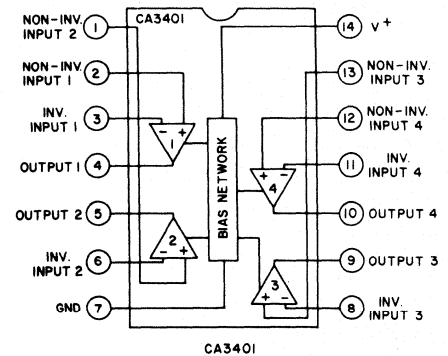 CA3401
NON-INV.
INPUT 2
1
NON-INV.
INPUT 1
2
INV.
INPUT 1
3
OUTPUT 1
4
OUTPUT 2
5
INV.
INPUT 2
6
GND
7
- +
1
2
- +
BIAS NETWORK
+ -
4
3
+ -
14
V+
13
NON-INV.
INPUT 3
12
NON-INV.
INPUT 4
11
INV.
INPUT 4
10
OUTPUT 4
9
OUTPUT 3
8
INV.
INPUT 3
CA3401